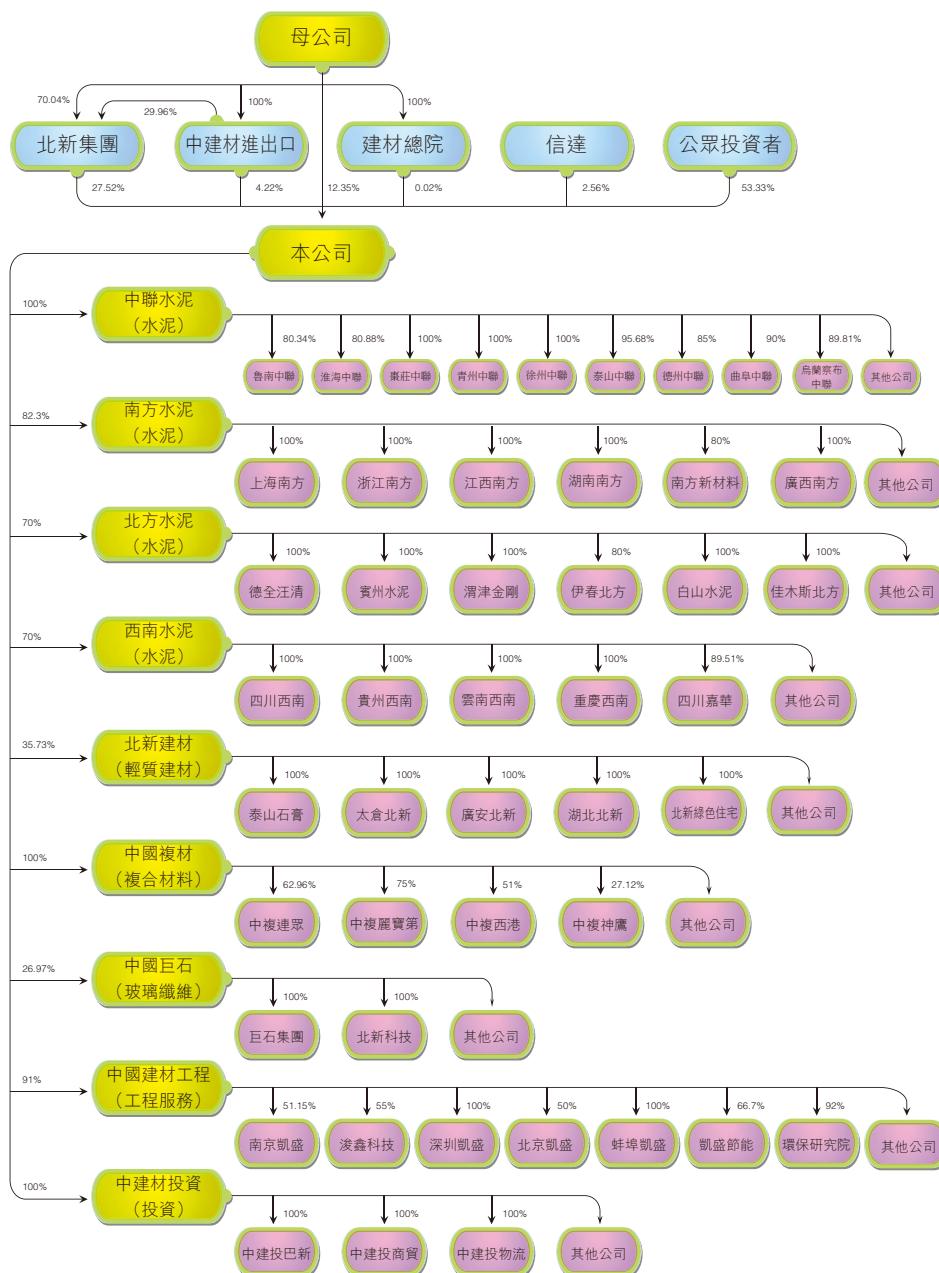 母公司
70.04%
29.96%
100%
100%
北新集團
中建材進出口
建材總院
信達
公眾投資者
27.52%
4.22%
12.35%
0.02%
2.56%
53.33%
本公司
100%
中聯水泥
（水泥）
80.34%
80.88%
100%
100%
100%
95.68%
85%
90%
89.81%
魯南中聯
淮海中聯
棗莊中聯
青州中聯
徐州中聯
泰山中聯
德州中聯
曲阜中聯
烏蘭察布
中聯
其他公司
82.3%
南方水泥
（水泥）
100%
100%
100%
100%
80%
100%
上海南方
浙江南方
江西南方
湖南南方
南方新材料
廣西南方
其他公司
70%
北方水泥
（水泥）
100%
100%
100%
80%
100%
100%
德全汪清
賓州水泥
渭津金剛
伊春北方
白山水泥
佳木斯北方
其他公司
70%
西南水泥
（水泥）
100%
100%
100%
100%
89.51%
四川西南
貴州西南
雲南西南
重慶西南
四川嘉華
其他公司
35.73%
北新建材
（輕質建材）
100%
100%
100%
100%
100%
泰山石膏
太倉北新
廣安北新
湖北北新
北新綠色住宅
其他公司
100%
中國複材
（複合材料）
62.96%
75%
51%
27.12%
中複連眾
中複麗寶第
中複西港
中複神鷹
其他公司
26.97%
中國巨石
（玻璃纖維）
100%
100%
巨石集團
北新科技
其他公司
91%
中國建材工程
（工程服務）
51.15%
55%
100%
50%
100%
66.7%
92%
南京凱盛
浚鑫科技
深圳凱盛
北京凱盛
蚌埠凱盛
凱盛節能
環保研究院
其他公司
100%
中建材投資
（投資）
100%
100%
100%
中建投巴新
中建投商貿
中建投物流
其他公司